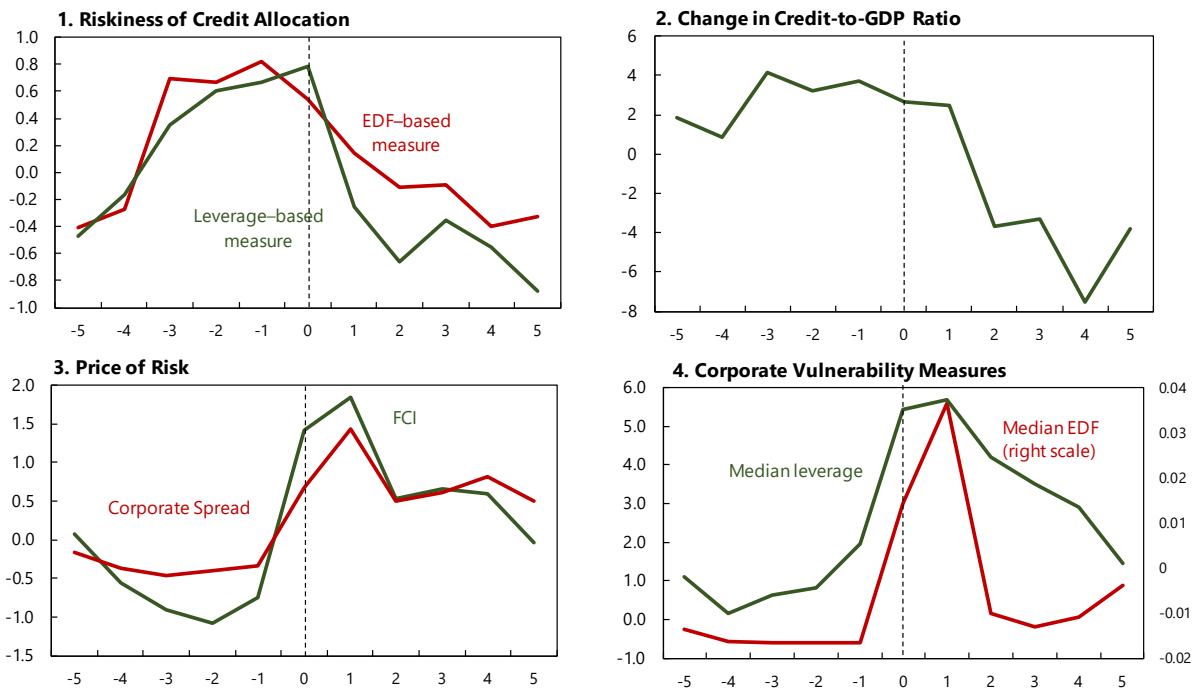 1. Riskiness of Credit Allocation
1.0
0.8
0.6
0.4
0.2
0.0
-0.2
-0.4
-0.6
-0.8
-1.0
EDF–based
measure
Leverage–based
measure
-5 -4 -3 -2 -1 0 1 2 3 4 5
2. Change in Credit-to-GDP Ratio
6
4
2
0
-2
-4
-6
-8
-5 -4 -3 -2 -1 0 1 2 3 4 5
3. Price of Risk
2.0
1.5
1.0
0.5
0.0
-0.5
-1.0
-1.5
FCI
Corporate Spread
-5 -4 -3 -2 -1 0 1 2 3 4 5
4. Corporate Vulnerability Measures
6.0
5.0
4.0
3.0
2.0
1.0
0.0
-1.0
Median leverage
Median EDF
(right scale)
0.04
0.03
0.02
0.01
0
-0.01
-0.02
-5 -4 -3 -2 -1 0 1 2 3 4 5